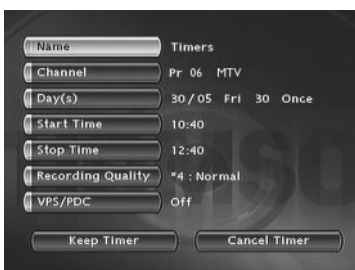 Name Timers
Channel Pr 06 MTV
Day(s) 30/05 Fri 30 Once
Start Time 10:40
Stop Time 12:40
Recording Quality *4 : Normal
VPS/PDC Off
Keep Timer Cancel Timer